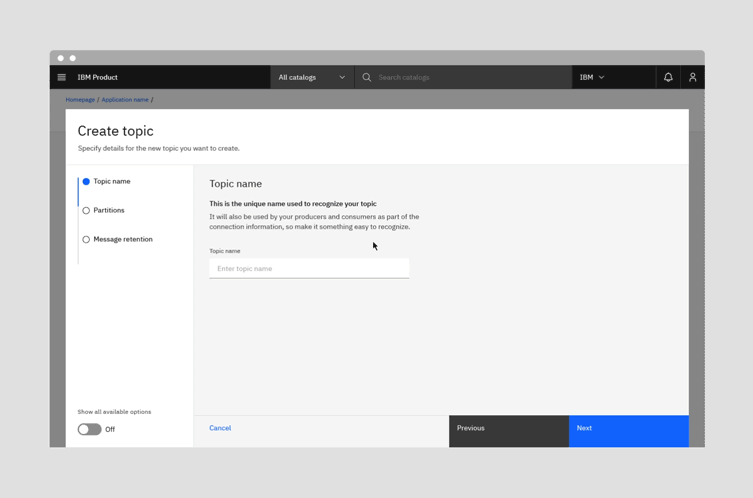 IBM Product
All catalogs
Search catalogs
IBM
Homepage / Application name /
Create topic
Specify details for the new topic you want to create.
Topic name
Partitions
Message retention
Show all available options
Off
Topic name
This is the unique name used to recognize your topic
It will also be used by your producers and consumers as part of the
connection information, so make it something easy to recognize.
Topic name
Enter topic name
Cancel
Previous
Next